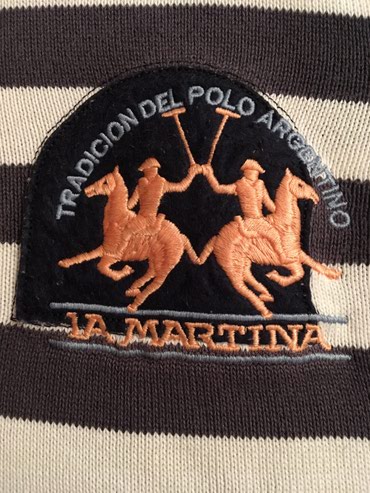 TRADICION DEL POLO ARGENTINO
LA MARTINA